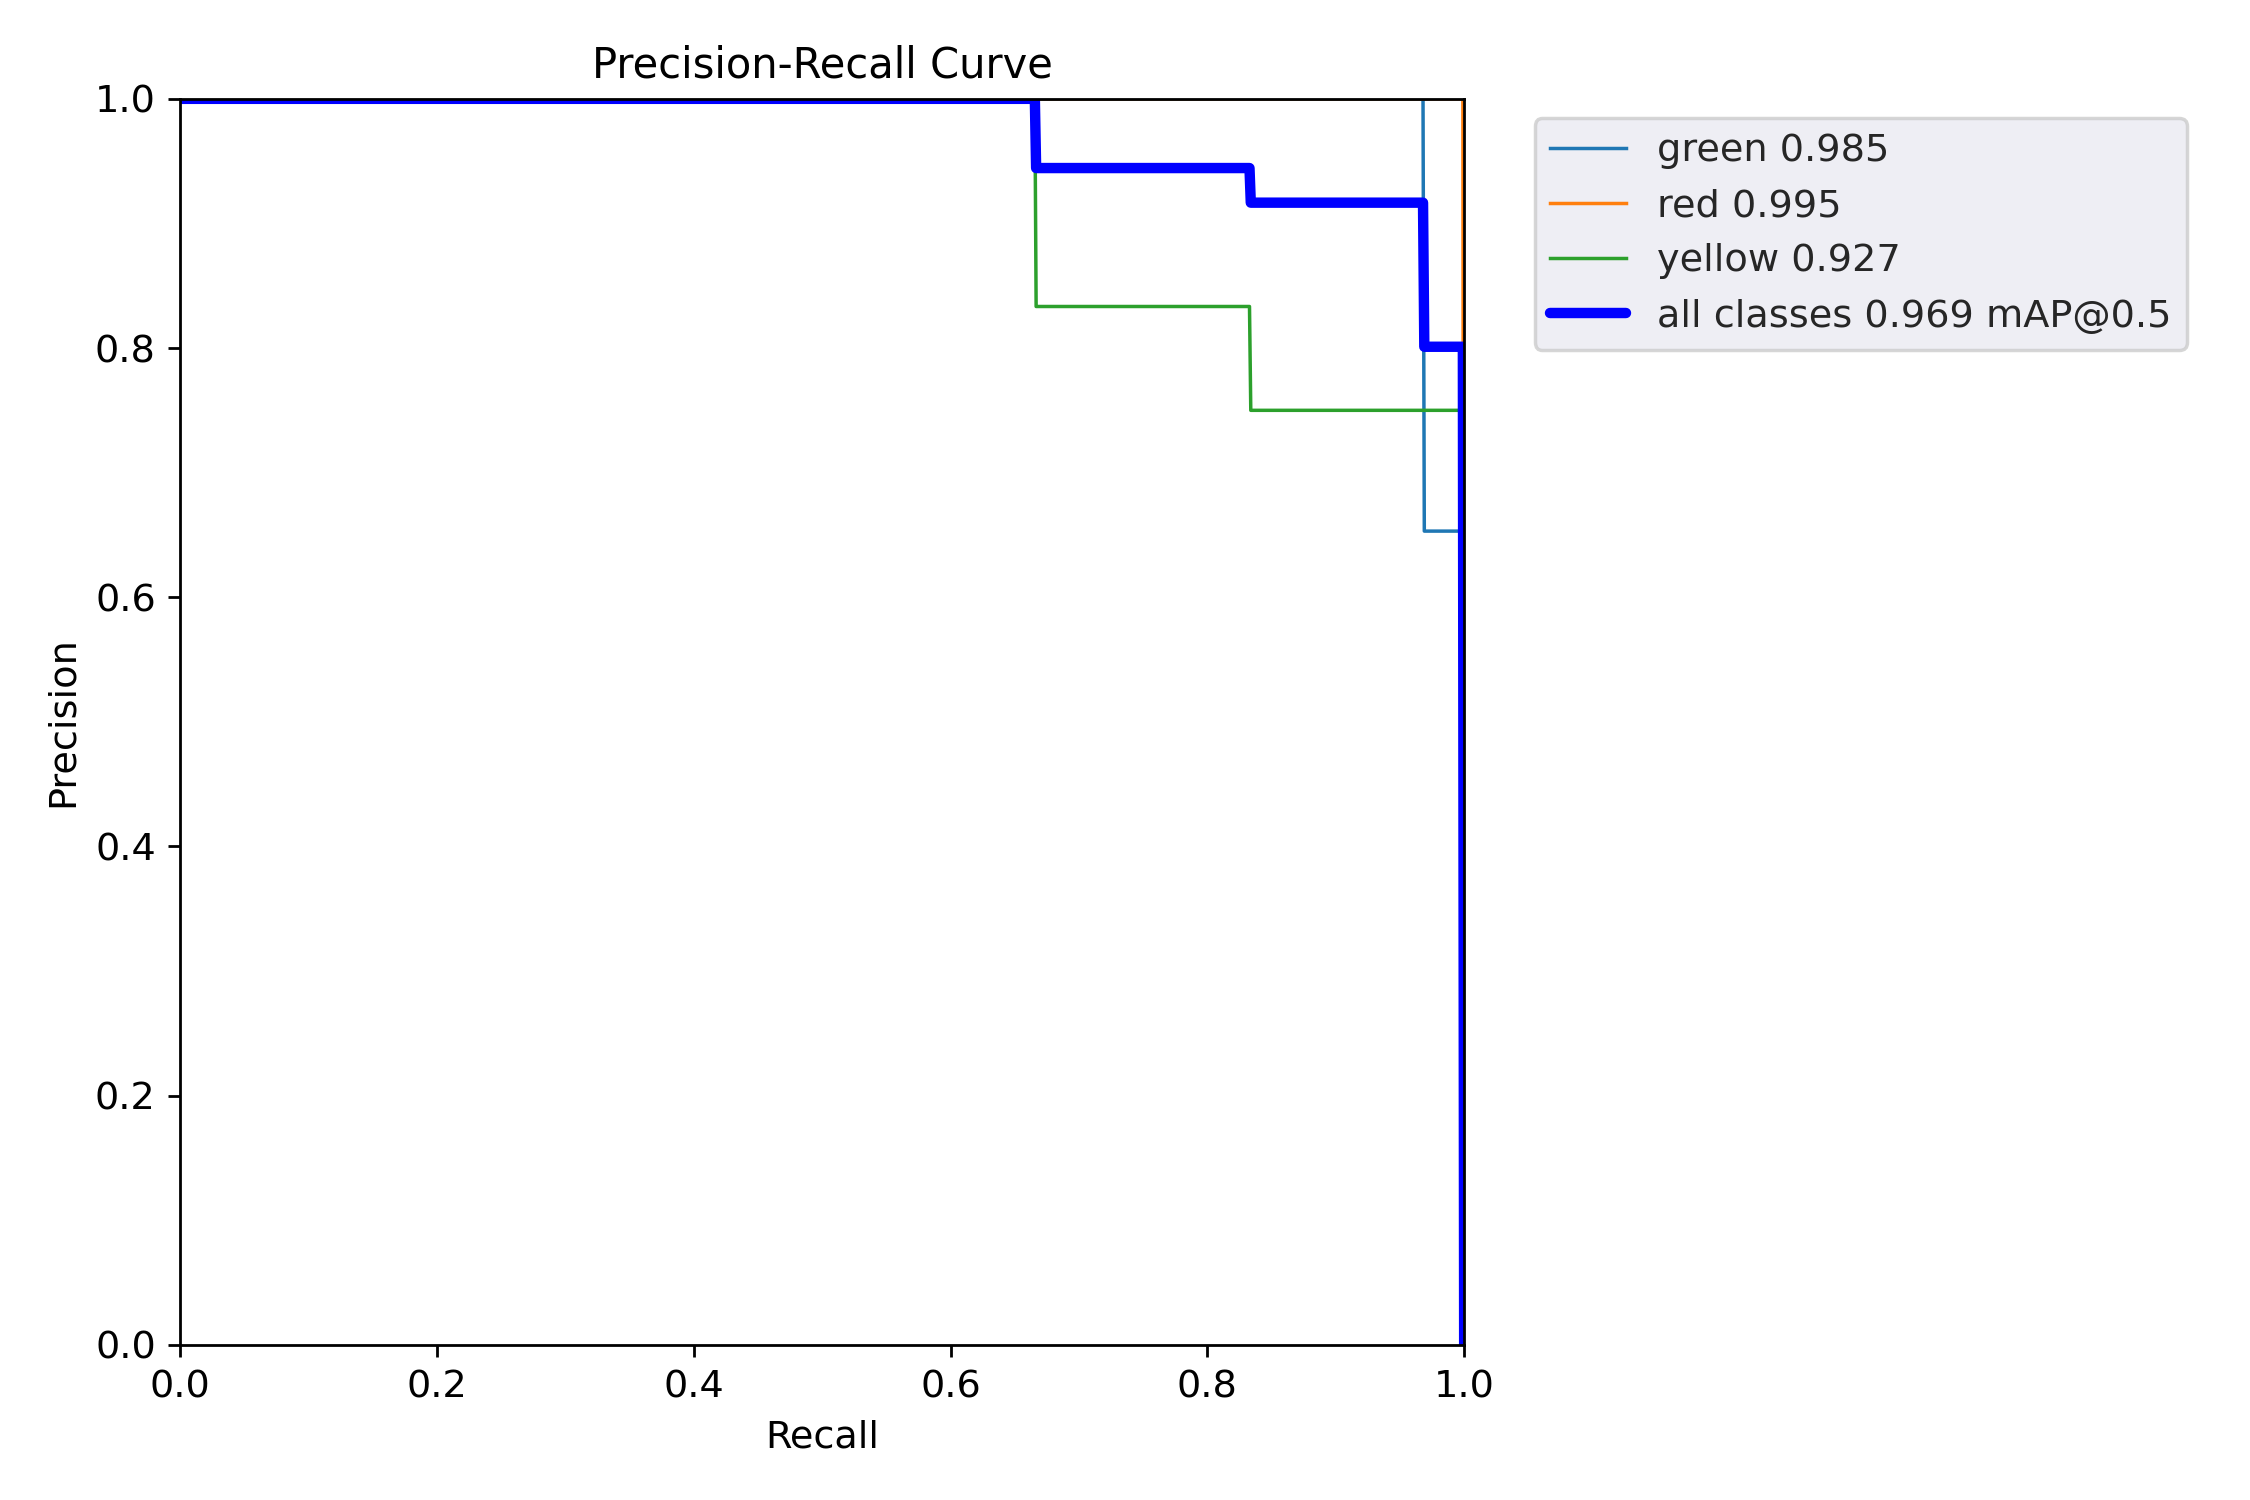 Precision-Recall Curve
1.0
0.8
0.6
0.4
0.2
0.0
Precision
0.0 0.2 0.4 0.6 0.8 1.0
Recall
green 0.985
red 0.995
yellow 0.927
all classes 0.969 mAP@0.5